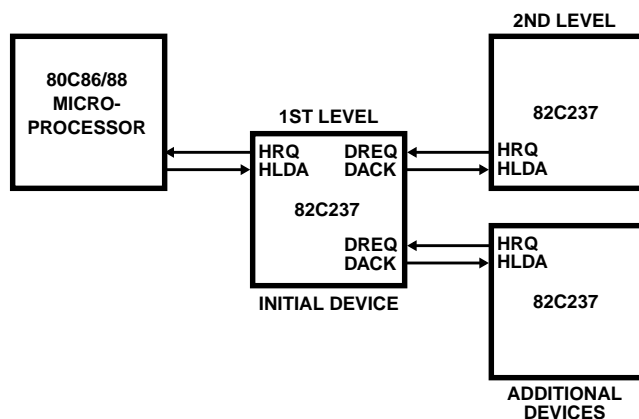 2ND LEVEL
80C86/88
MICRO-
PROCESSOR
1ST LEVEL
82C237
HRQ
HLDA
DREQ
DACK
HRQ
HLDA
82C237
DREQ
DACK
HRQ
HLDA
INITIAL DEVICE
82C237
ADDITIONAL
DEVICES